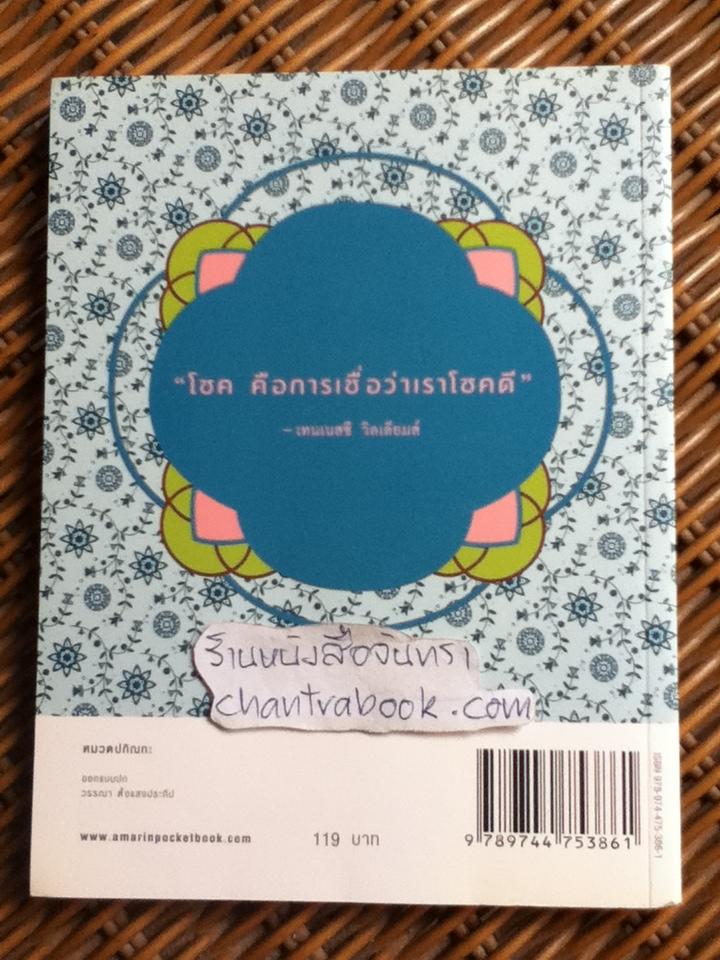 “โชค คือการเชื่อว่าเราโชคดี”
– เทนเนสซี วิลเลียมส์
ร้านหนังสือจันทรา
chantrabook.com
หมวดปกิณกะ
ออกแบบปก
วรรณา ตั้งแสงประทีป
www.amarinpocketbook.com
119 บาท
9 789744 753861
ISBN 978-974-475-386-1